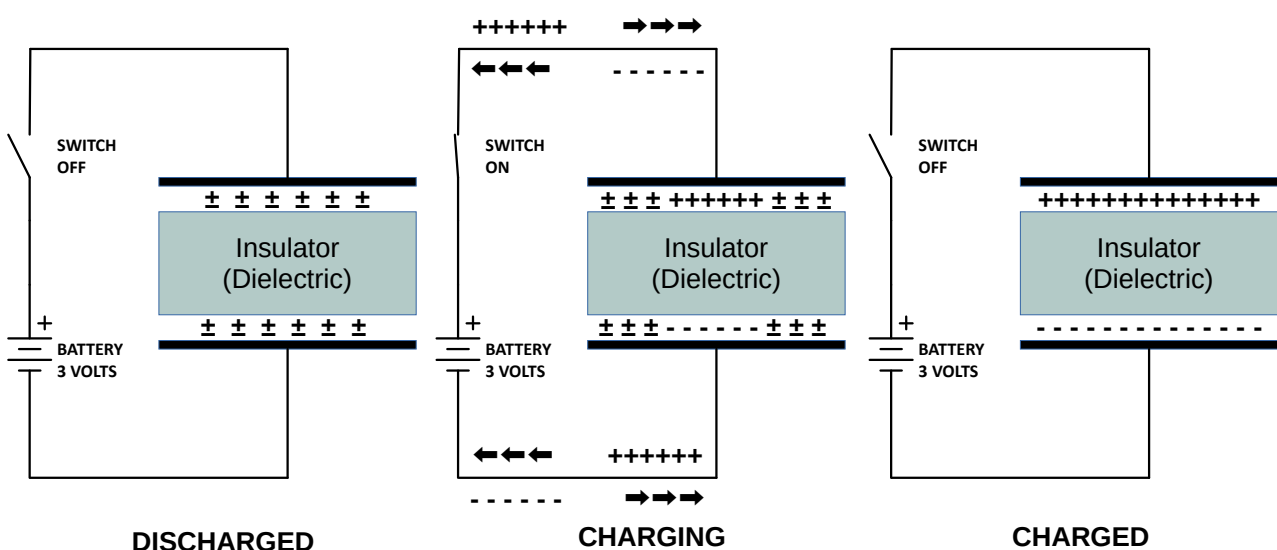 ++++++ ➡➡➡
⬅⬅⬅ - - - - - -
SWITCH
OFF
SWITCH
ON
SWITCH
OFF
± ± ± ± ± ±
± ± ± ++++++ ± ± ±
++++++++++++++
Insulator
(Dielectric)
Insulator
(Dielectric)
Insulator
(Dielectric)
± ± ± ± ± ±
± ± ± - - - - - - ± ± ±
- - - - - - - - - - - - - -
+
BATTERY
3 VOLTS
+
BATTERY
3 VOLTS
+
BATTERY
3 VOLTS
⬅⬅⬅ ++++++
- - - - - - ➡➡➡
DISCHARGED
CHARGING
CHARGED